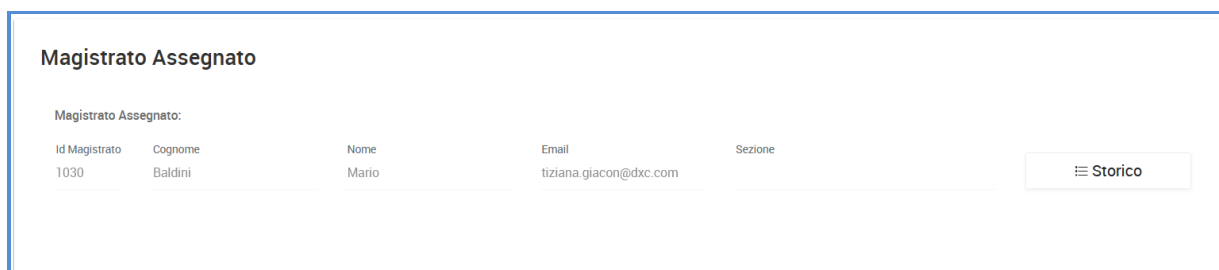 Magistrato Assegnato
Magistrato Assegnato:
Id Magistrato Cognome Nome Email Sezione
1030 Baldini Mario tiziana.giacon@dxc.com
Storico